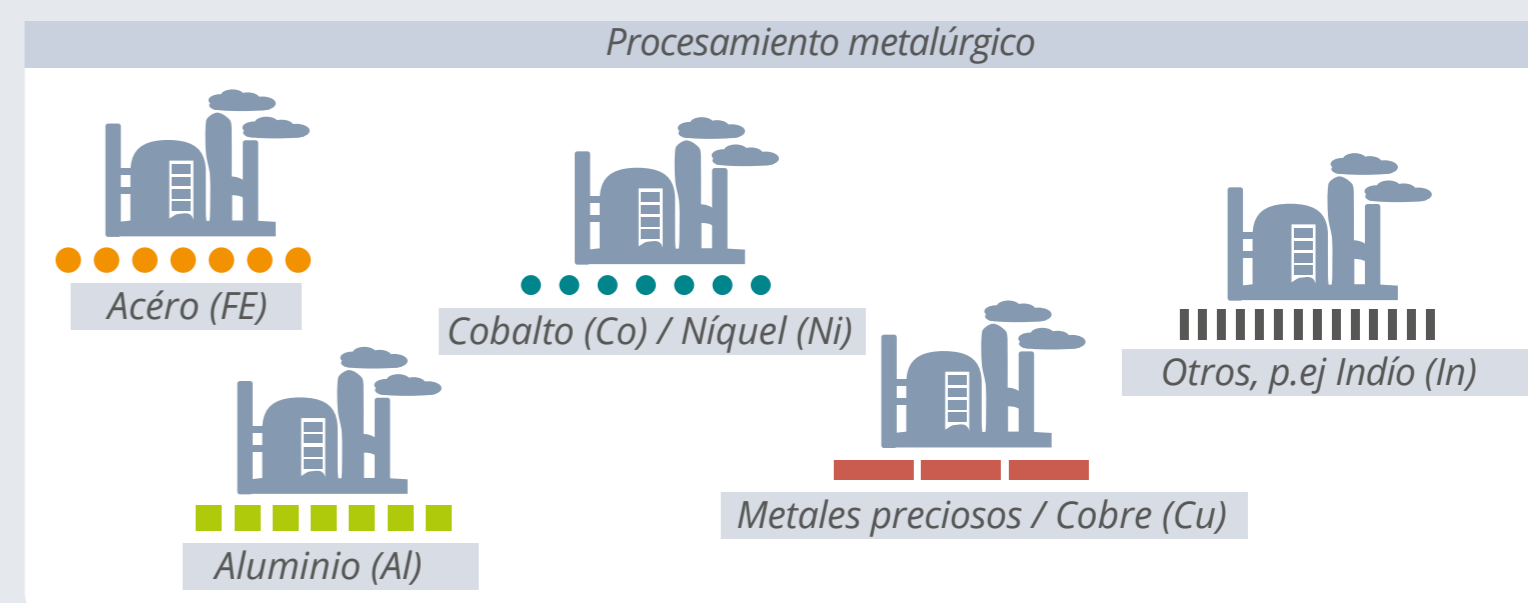 Procesamiento metalúrgico
Acéro (FE)
Cobalto (Co) / Níquel (Ni)
Otros, p.ej Indío (In)
Metales preciosos / Cobre (Cu)
Aluminio (Al)